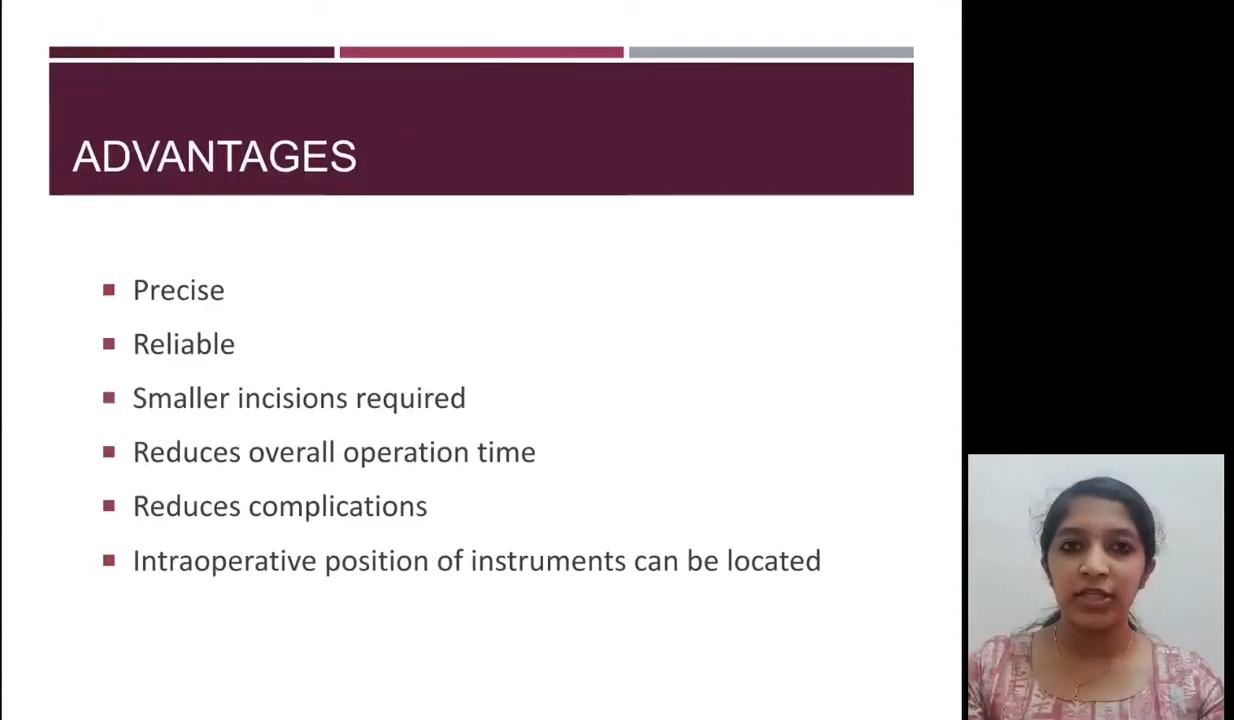 ADVANTAGES
Precise
Reliable
Smaller incisions required
Reduces overall operation time
Reduces complications
Intraoperative position of instruments can be located